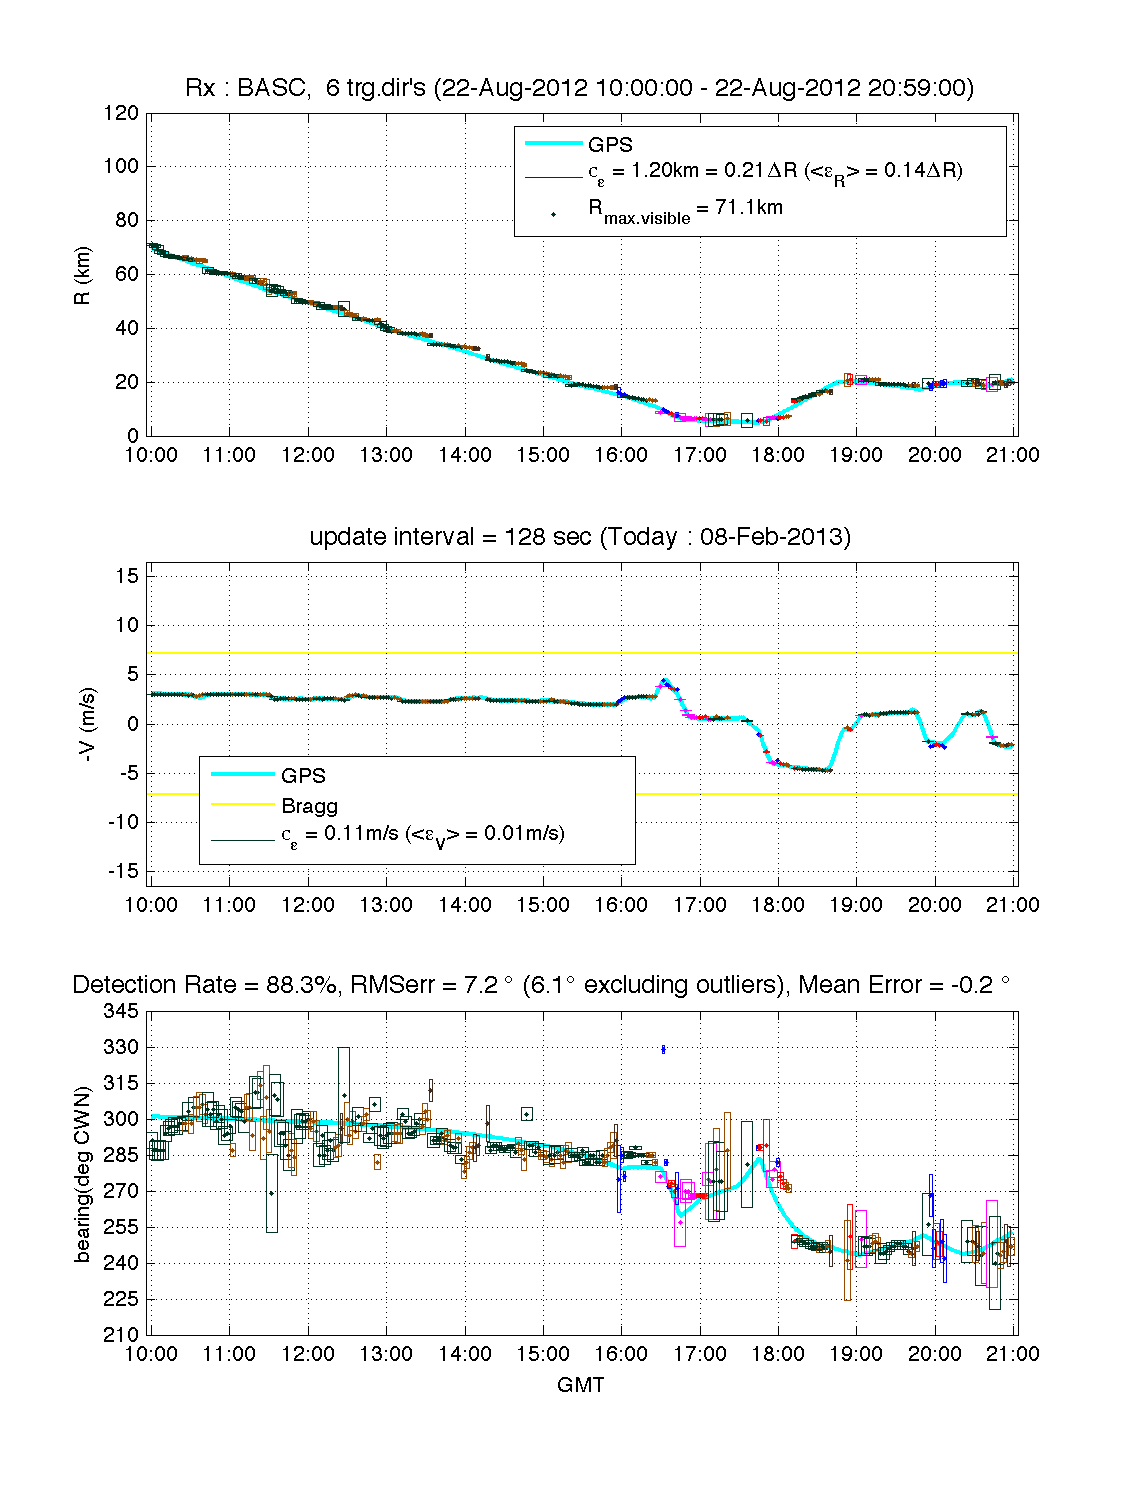 Rx : BASC, 6 trg.dir's (22-Aug-2012 10:00:00 - 22-Aug-2012 20:59:00)
120
100
80
60
40
20
0
R (km)
GPS
cε = 1.20km = 0.21ΔR (<εR> = 0.14ΔR)
Rmax.visible = 71.1km
10:00 11:00 12:00 13:00 14:00 15:00 16:00 17:00 18:00 19:00 20:00 21:00
update interval = 128 sec (Today : 08-Feb-2013)
15
10
5
0
-5
-10
-15
-V (m/s)
GPS
Bragg
cε = 0.11m/s (<εV> = 0.01m/s)
10:00 11:00 12:00 13:00 14:00 15:00 16:00 17:00 18:00 19:00 20:00 21:00
Detection Rate = 88.3%, RMSerr = 7.2 ° (6.1° excluding outliers), Mean Error = -0.2 °
345
330
315
300
285
270
255
240
225
210
bearing(deg CWN)
10:00 11:00 12:00 13:00 14:00 15:00 16:00 17:00 18:00 19:00 20:00 21:00
GMT